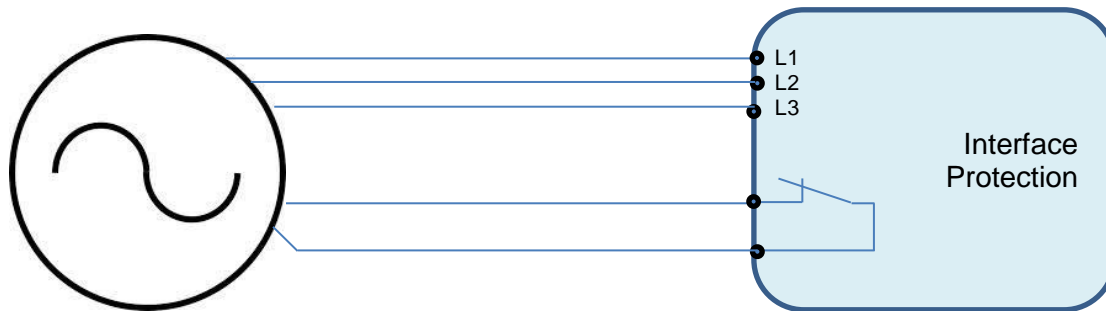 L1
L2
L3
Interface
Protection